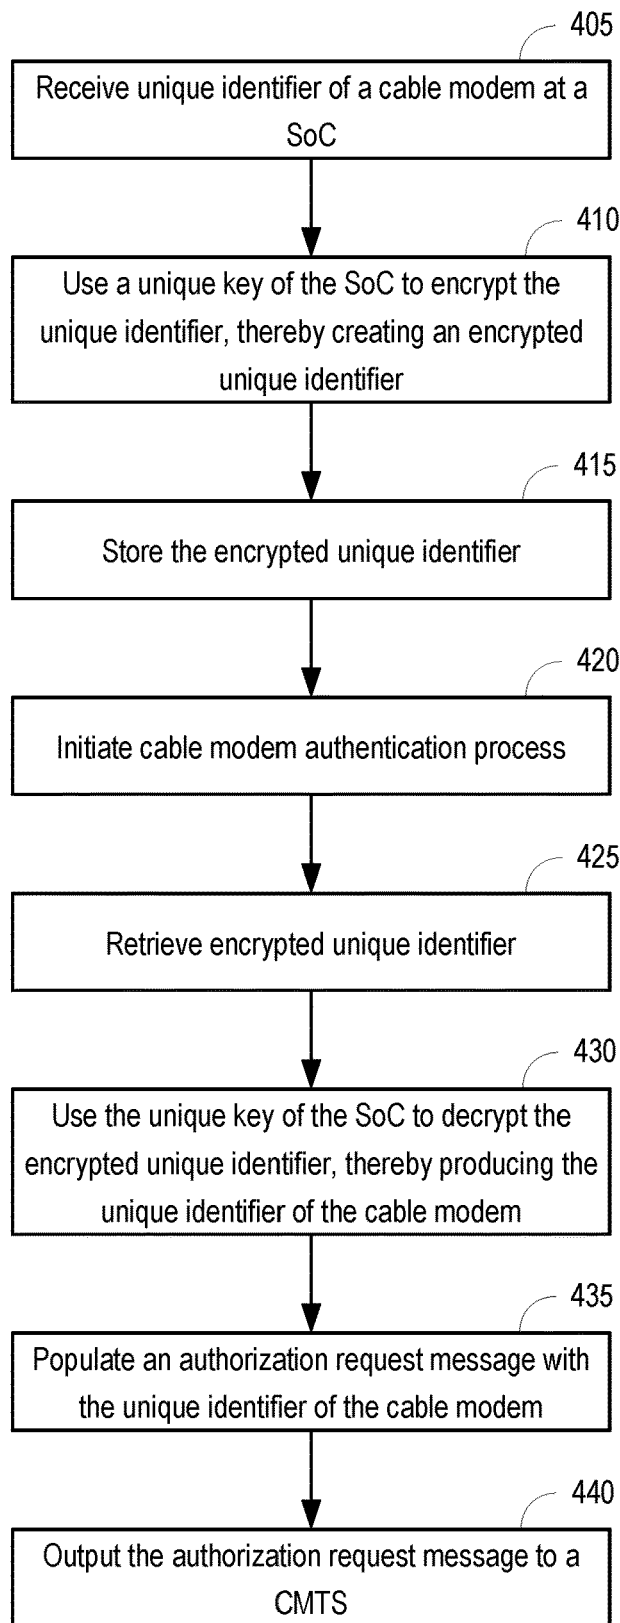 405
Receive unique identifier of a cable modem at a
SoC
410
Use a unique key of the SoC to encrypt the
unique identifier, thereby creating an encrypted
unique identifier
415
Store the encrypted unique identifier
420
Initiate cable modem authentication process
425
Retrieve encrypted unique identifier
430
Use the unique key of the SoC to decrypt the
encrypted unique identifier, thereby producing the
unique identifier of the cable modem
435
Populate an authorization request message with
the unique identifier of the cable modem
440
Output the authorization request message to a
CMTS